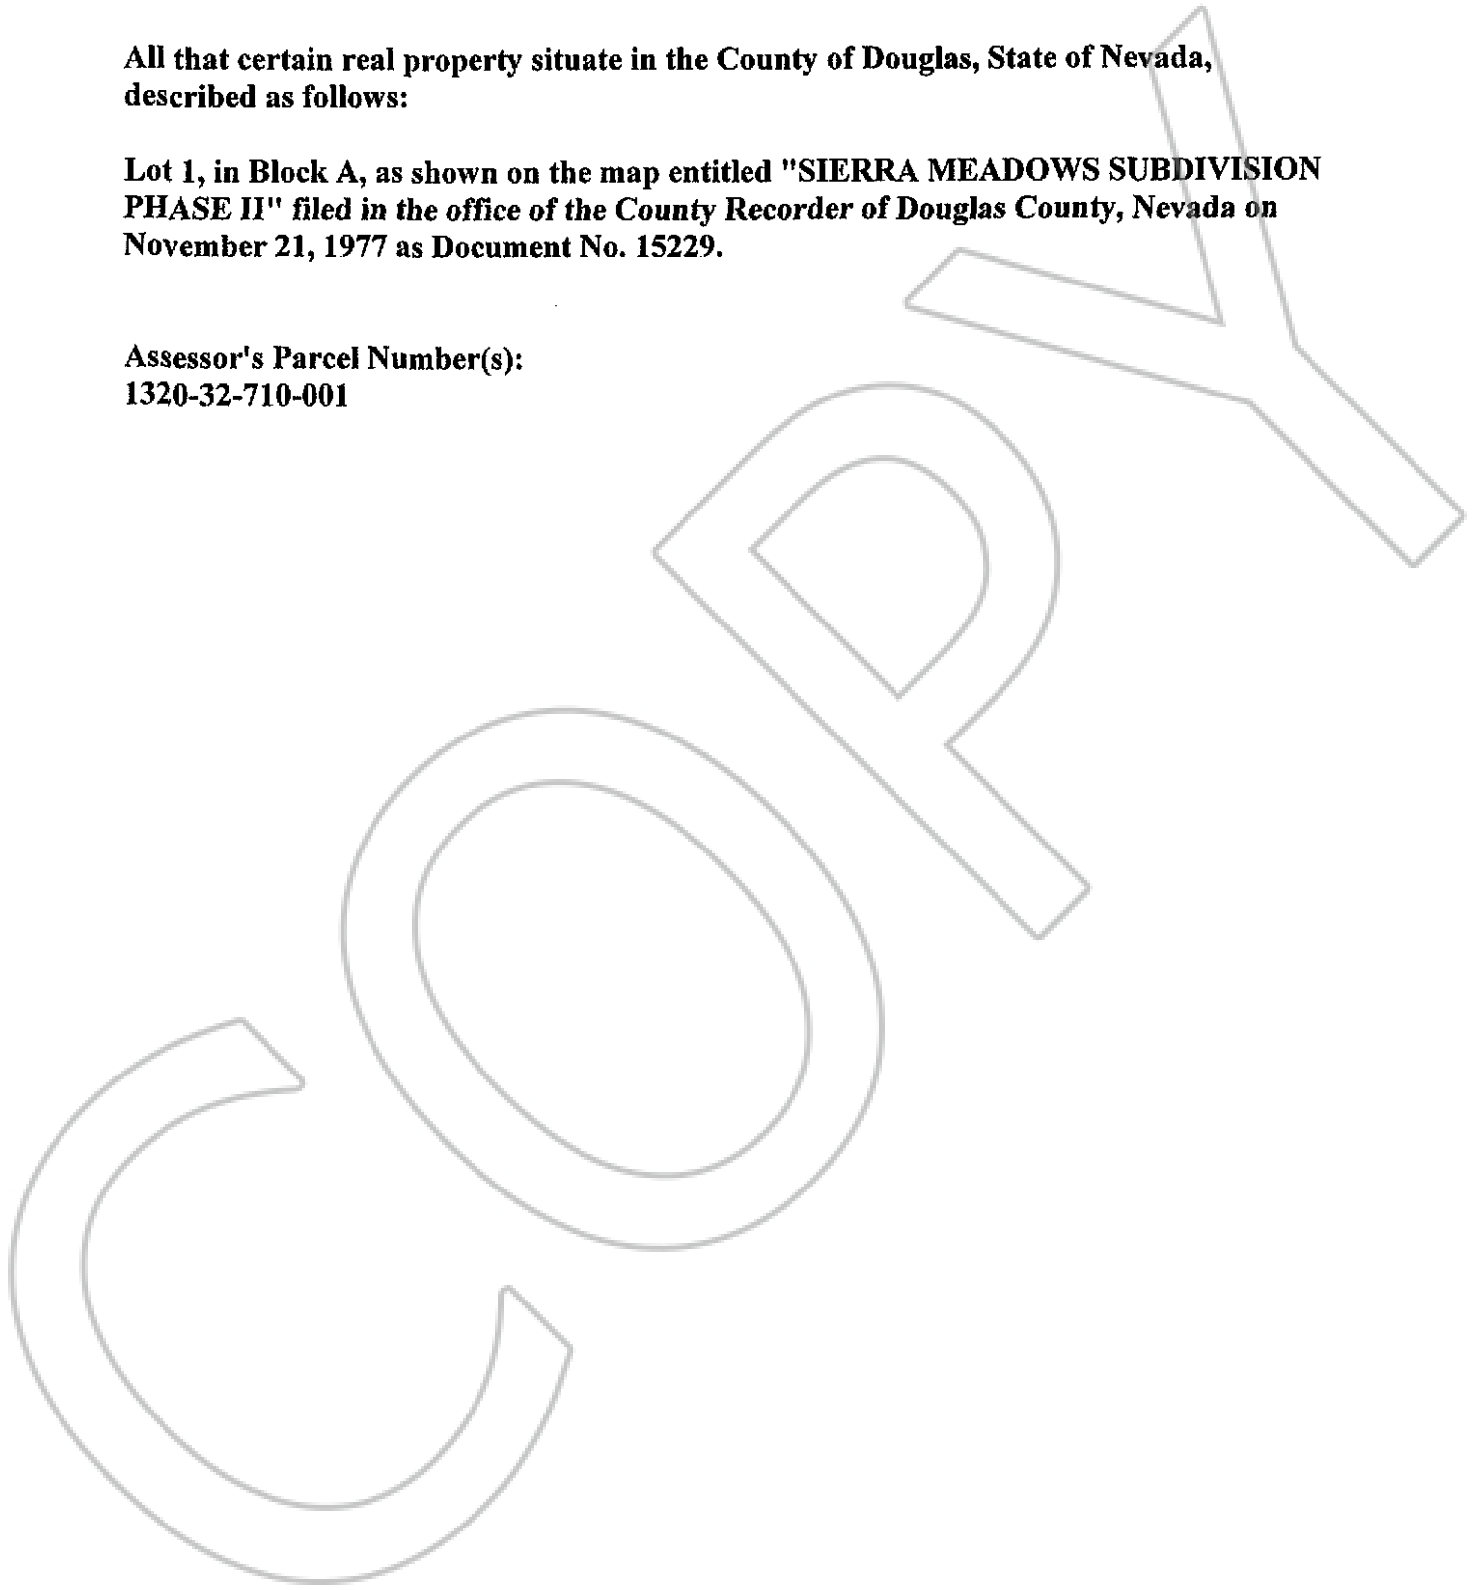 All that certain real property situate in the County of Douglas, State of Nevada,
described as follows:
Lot 1, in Block A, as shown on the map entitled "SIERRA MEADOWS SUBDIVISION
PHASE II" filed in the office of the County Recorder of Douglas County, Nevada on
November 21, 1977 as Document No. 15229.
Assessor's Parcel Number(s):
1320-32-710-001
COPY